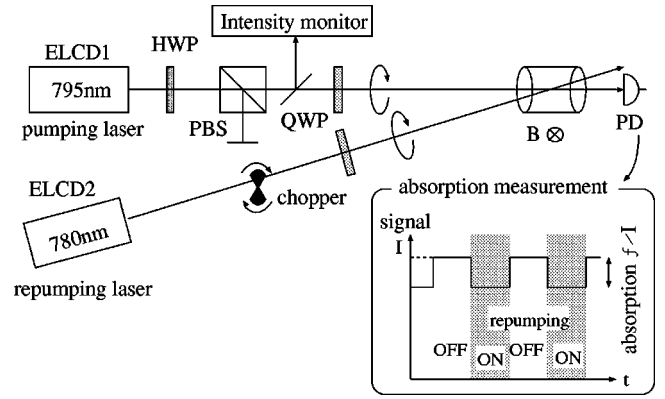 Intensity monitor
ELCD1
HWP
795nm
pumping laser
PBS
QWP
B ⊗
PD
ELCD2
chopper
780nm
repumping laser
absorption measurement
signal
I
absorption f/I
repumping
OFF ON OFF ON
t